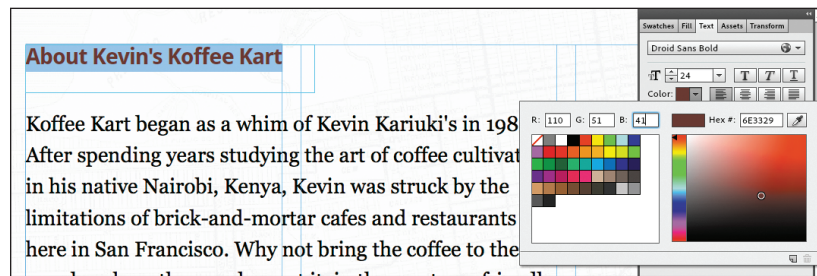 Swatches Fill Text Assets Transform
About Kevin's Koffee Kart
Droid Sans Bold
T 24 T T T
Color:
R: 110 G: 51 B: 41 Hex #: 6E3329
Koffee Kart began as a whim of Kevin Kariuki's in 198
After spending years studying the art of coffee cultivat
in his native Nairobi, Kenya, Kevin was struck by the
limitations of brick-and-mortar cafes and restaurants
here in San Francisco. Why not bring the coffee to the